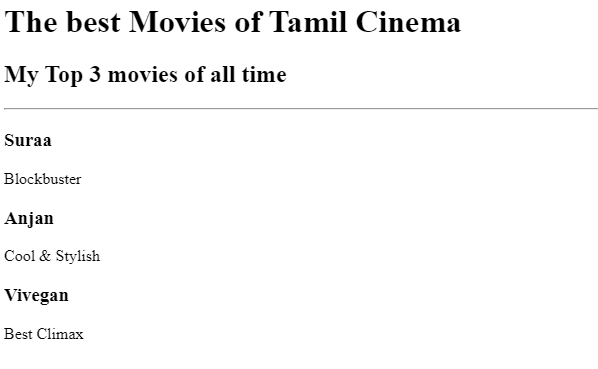 The best Movies of Tamil Cinema
My Top 3 movies of all time
Suraa
Blockbuster
Anjan
Cool & Stylish
Vivegan
Best Climax